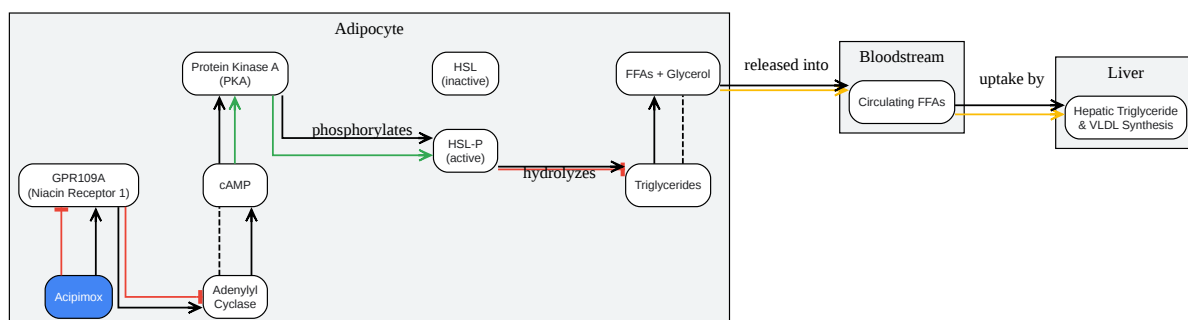 Adipocyte
Protein Kinase A
(PKA)
HSL
(inactive)
FFAs + Glycerol
released into
Bloodstream
Circulating FFAs
uptake by
Liver
Hepatic Triglyceride
& VLDL Synthesis
phosphorylates
HSL-P
(active)
hydrolyzes
Triglycerides
GPR109A
(Niacin Receptor 1)
cAMP
Acipimox
Adenylyl
Cyclase